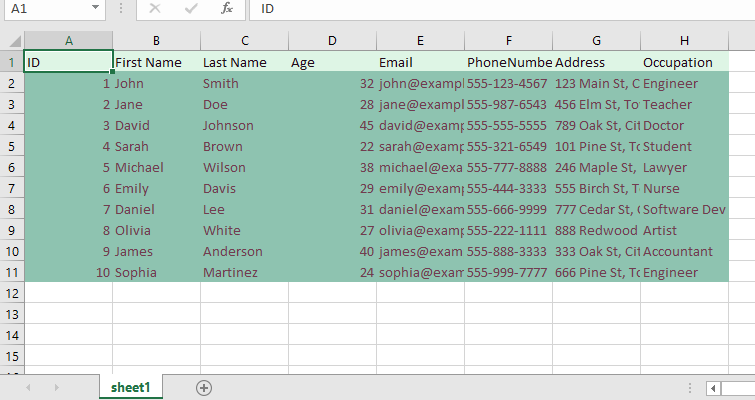 A1 fx ID
A B C D E F G H
1 ID First Name Last Name Age Email PhoneNumbe Address Occupation
2 1 John Smith 32 john@exampl 555-123-4567 123 Main St, C Engineer
3 2 Jane Doe 28 jane@exampl 555-987-6543 456 Elm St, To Teacher
4 3 David Johnson 45 david@examp 555-555-5555 789 Oak St, Cit Doctor
5 4 Sarah Brown 22 sarah@examp 555-321-6549 101 Pine St, To Student
6 5 Michael Wilson 38 michael@exa 555-777-8888 246 Maple St, Lawyer
7 6 Emily Davis 29 emily@examp 555-444-3333 555 Birch St, T Nurse
8 7 Daniel Lee 31 daniel@exam 555-666-9999 777 Cedar St, Software Dev
9 8 Olivia White 27 olivia@examp 555-222-1111 888 Redwood Artist
10 9 James Anderson 40 james@exam 555-888-3333 333 Oak St, Cit Accountant
11 10 Sophia Martinez 24 sophia@exam 555-999-7777 666 Pine St, To Engineer
12
13
14
15
sheet1